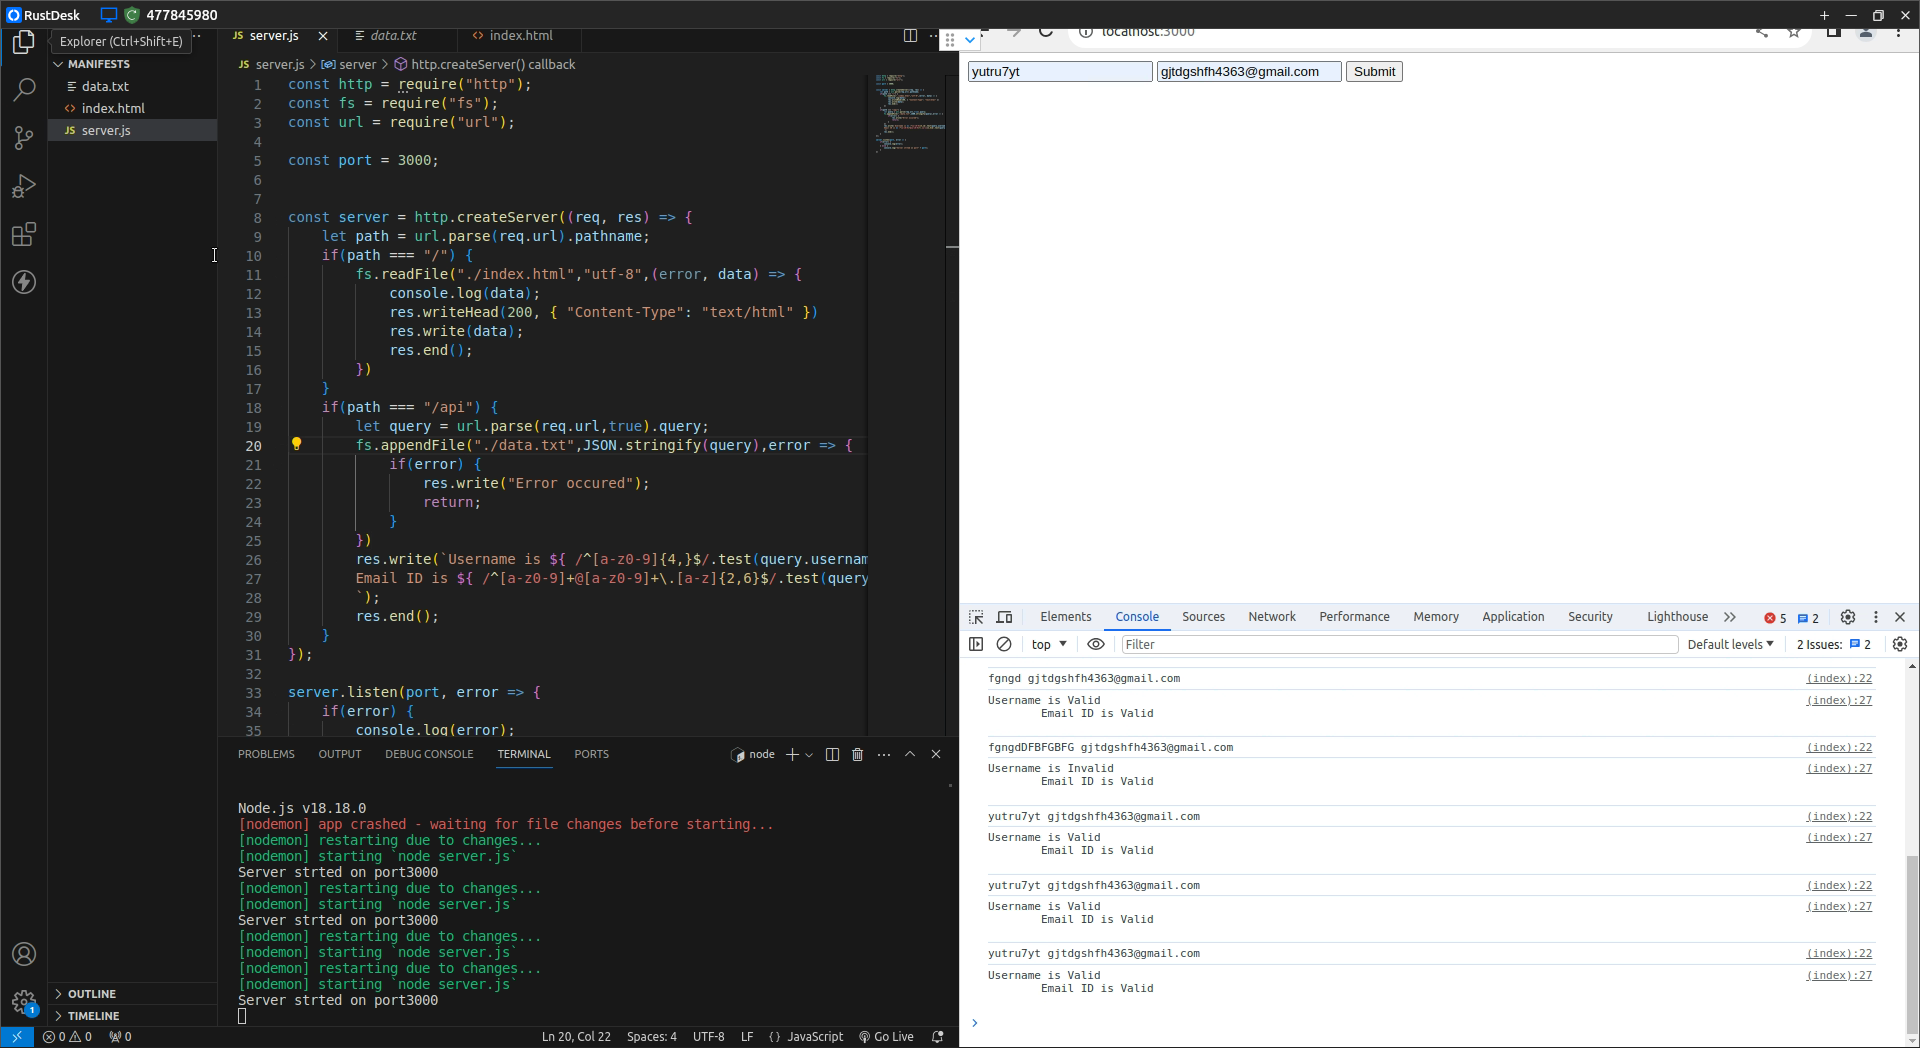 RustDesk 477845980
Explorer (Ctrl+Shift+E)
server.js
data.txt
index.html
localhost:3000
MANIFESTS
data.txt
index.html
server.js
server.js > server > http.createServer() callback
1 const http = require("http");
2 const fs = require("fs");
3 const url = require("url");
4
5 const port = 3000;
6
7
8 const server = http.createServer((req, res) => {
9 let path = url.parse(req.url).pathname;
10 if(path === "/") {
11 fs.readFile("./index.html","utf-8",(error, data) => {
12 console.log(data);
13 res.writeHead(200, { "Content-Type": "text/html" })
14 res.write(data);
15 res.end();
16 })
17 }
18 if(path === "/api") {
19 let query = url.parse(req.url,true).query;
20 fs.appendFile("./data.txt",JSON.stringify(query),error => {
21 if(error) {
22 res.write("Error occured");
23 return;
24 }
25 })
26 res.write(`Username is ${ /^[a-z0-9]{4,}$/.test(query.usernam
27 Email ID is ${ /^[a-z0-9]+@[a-z0-9]+\.[a-z]{2,6}$/.test(query
28 `);
29 res.end();
30 }
31 });
32
33 server.listen(port, error => {
34 if(error) {
35 console.log(error);
PROBLEMS OUTPUT DEBUG CONSOLE TERMINAL PORTS node
Node.js v18.18.0
[nodemon] app crashed - waiting for file changes before starting...
[nodemon] restarting due to changes...
[nodemon] starting `node server.js`
Server strted on port3000
[nodemon] restarting due to changes...
[nodemon] starting `node server.js`
Server strted on port3000
[nodemon] restarting due to changes...
[nodemon] starting `node server.js`
[nodemon] restarting due to changes...
[nodemon] starting `node server.js`
Server strted on port3000
OUTLINE
TIMELINE
1
0 0 0 Ln 20, Col 22 Spaces: 4 UTF-8 LF {} JavaScript Go Live
yutru7yt gjtdgshfh4363@gmail.com Submit
Elements Console Sources Network Performance Memory Application Security Lighthouse 5 2
top Filter Default levels 2 Issues: 2
fgngd gjtdgshfh4363@gmail.com (index):22
Username is Valid (index):27
Email ID is Valid
fgngdDFBFGBFG gjtdgshfh4363@gmail.com (index):22
Username is Invalid (index):27
Email ID is Valid
yutru7yt gjtdgshfh4363@gmail.com (index):22
Username is Valid (index):27
Email ID is Valid
yutru7yt gjtdgshfh4363@gmail.com (index):22
Username is Valid (index):27
Email ID is Valid
yutru7yt gjtdgshfh4363@gmail.com (index):22
Username is Valid (index):27
Email ID is Valid